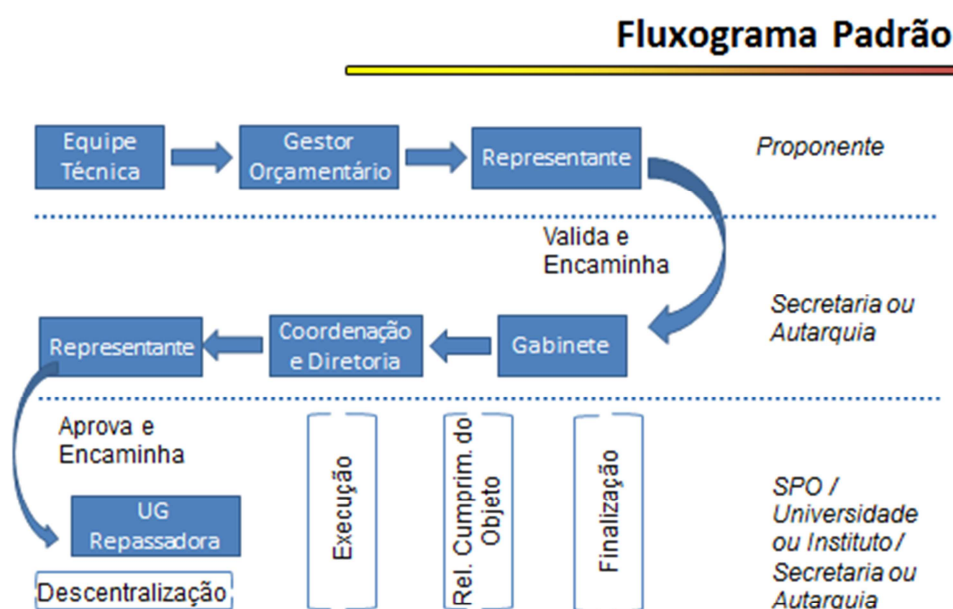 Fluxograma Padrão
Equipe
Técnica
Gestor
Orçamentário
Representante
Proponente
Valida e
Encaminha
Secretaria ou
Autarquia
Representante
Coordenação
e Diretoria
Gabinete
Aprova e
Encaminha
UG
Repassadora
Descentralização
Execução
Rel. Cumprim. do
Objeto
Finalização
SPO /
Universidade
ou Instituto /
Secretaria ou
Autarquia